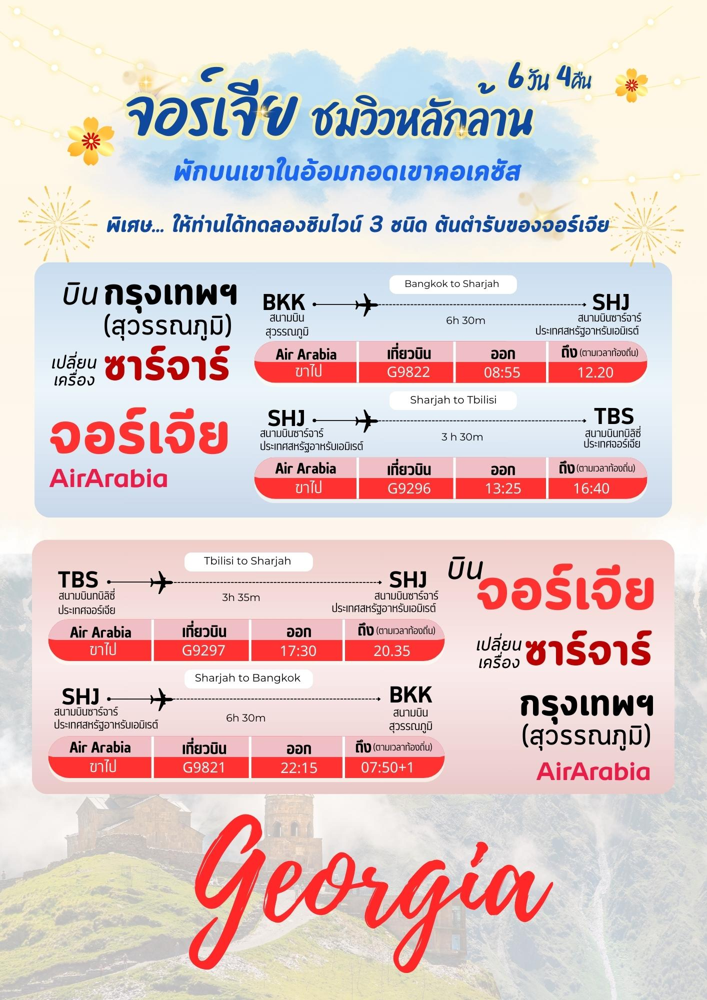 6 วัน 4 คืน
จอร์เจีย ชมวิวหลักล้าน
พักบนเขาในอ้อมกอดเขาคอเคซัส
พิเศษ... ให้ท่านได้ทดลองชิมไวน์ 3 ชนิด ต้นตำรับของจอร์เจีย
บิน กรุงเทพฯ
(สุวรรณภูมิ)
เปลี่ยนเครื่อง ซาร์จาร์
จอร์เจีย
AirArabia
Bangkok to Sharjah
BKK SHJ
สนามบิน
สุวรรณภูมิ
6h 30m
สนามบินซาร์จาร์
ประเทศสหรัฐอาหรับเอมิเรต์
Air Arabia เที่ยวบิน ออก ถึง (ตามเวลาท้องถิ่น)
ขาไป G9822 08:55 12.20
Sharjah to Tbilisi
SHJ TBS
สนามบินซาร์จาร์
ประเทศสหรัฐอาหรับเอมิเรต์
3 h 30m
สนามบินทบิลิซี่
ประเทศจอร์เจีย
Air Arabia เที่ยวบิน ออก ถึง (ตามเวลาท้องถิ่น)
ขาไป G9296 13:25 16:40
Tbilisi to Sharjah
TBS SHJ
สนามบินทบิลิซี่
ประเทศจอร์เจีย
3h 35m
สนามบินซาร์จาร์
ประเทศสหรัฐอาหรับเอมิเรต์
Air Arabia เที่ยวบิน ออก ถึง (ตามเวลาท้องถิ่น)
ขาไป G9297 17:30 20.35
Sharjah to Bangkok
SHJ BKK
สนามบินซาร์จาร์
ประเทศสหรัฐอาหรับเอมิเรต์
6h 30m
สนามบิน
สุวรรณภูมิ
Air Arabia เที่ยวบิน ออก ถึง (ตามเวลาท้องถิ่น)
ขาไป G9821 22:15 07:50+1
บิน จอร์เจีย
เปลี่ยนเครื่อง ซาร์จาร์
กรุงเทพฯ
(สุวรรณภูมิ)
AirArabia
Georgia